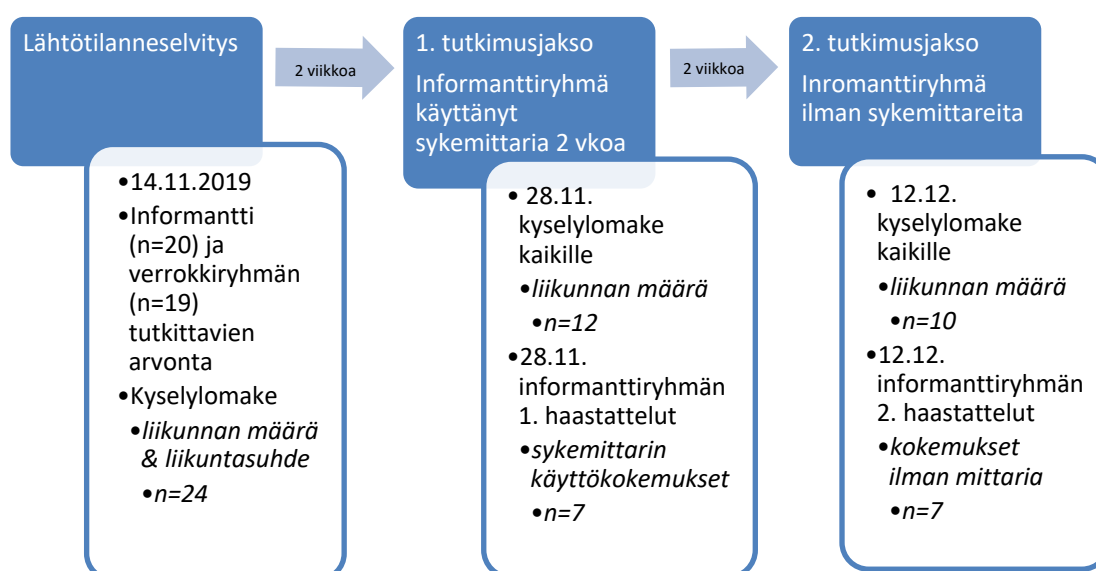 Lähtötilanneselvitys
•14.11.2019
•Informantti
(n=20) ja
verrokkiryhmän
(n=19)
tutkittavien
arvonta
•Kyselylomake
•liikunnan määrä
& liikuntasuhde
•n=24
2 viikkoa
1. tutkimusjakso
Informanttiryhmä
käyttänyt
sykemittaria 2 vkoa
• 28.11.
kyselylomake
kaikille
•liikunnan määrä
•n=12
•28.11.
informanttiryhmän
1. haastattelut
•sykemittarin
käyttökokemukset
•n=7
2 viikkoa
2. tutkimusjakso
Inromanttiryhmä
ilman sykemittareita
• 12.12.
kyselylomake
kaikille
•liikunnan määrä
•n=10
•12.12.
informanttiryhmän
2. haastattelut
•kokemukset
ilman mittaria
•n=7